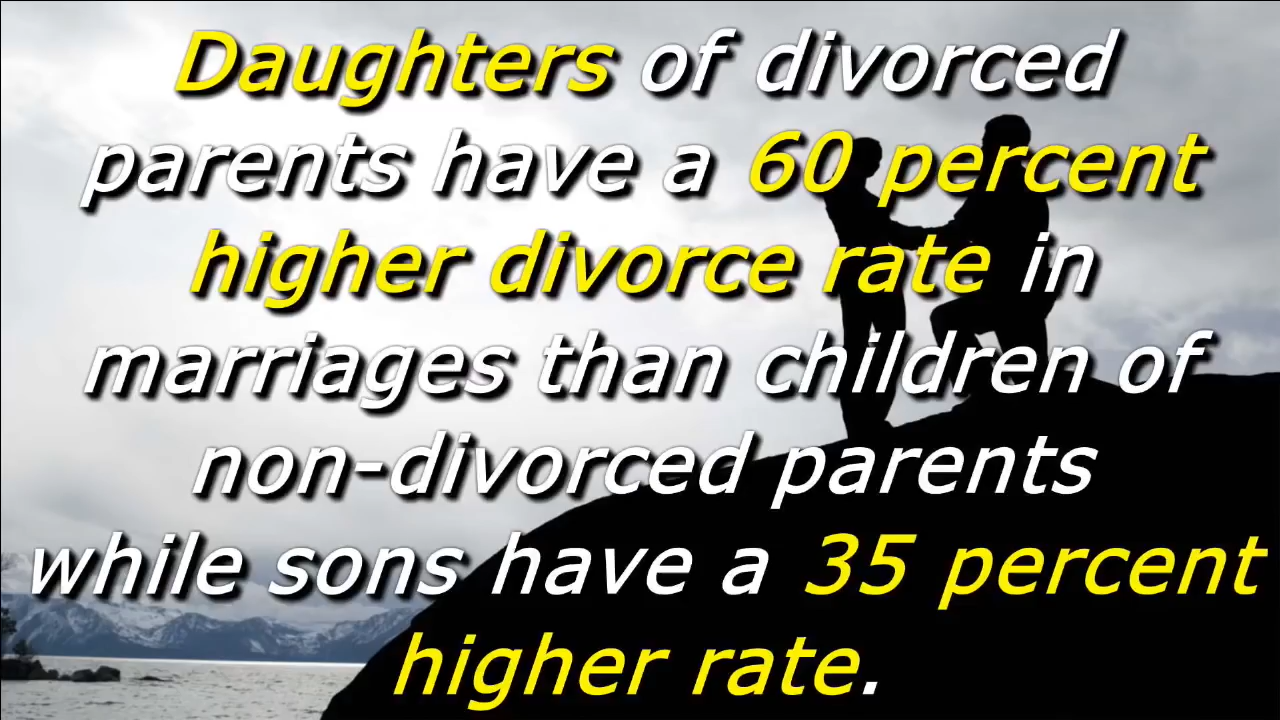 Daughters of divorced
parents have a 60 percent
higher divorce rate in
marriages than children of
non-divorced parents
while sons have a 35 percent
higher rate.